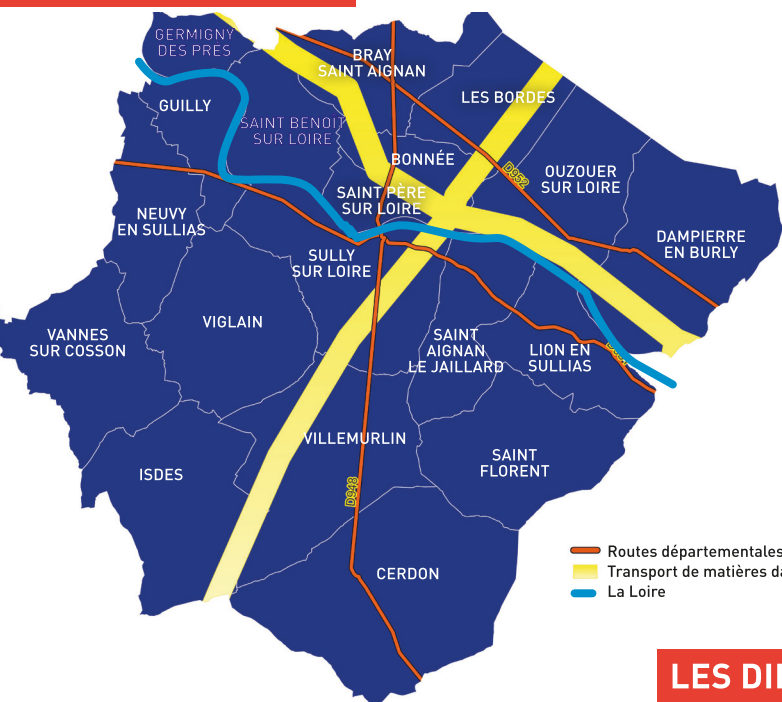 GERMIGNY
DES PRES
BRAY
SAINT AIGNAN
LES BORDES
GUILLY
SAINT BENOIT
SUR LOIRE
BONNÉE
D952
OUZOUER
SUR LOIRE
SAINT PÈRE
SUR LOIRE
NEUVY
EN SULLIAS
DAMPIERRE
EN BURLY
SULLY
SUR LOIRE
VIGLAIN
VANNES
SUR COSSON
SAINT
AIGNAN
LE JAILLARD
LION EN
SULLIAS
VILLEMURLIN
ISDES
SAINT
FLORENT
D948
CERDON
Routes départementales
Transport de matières da
La Loire
LES DI